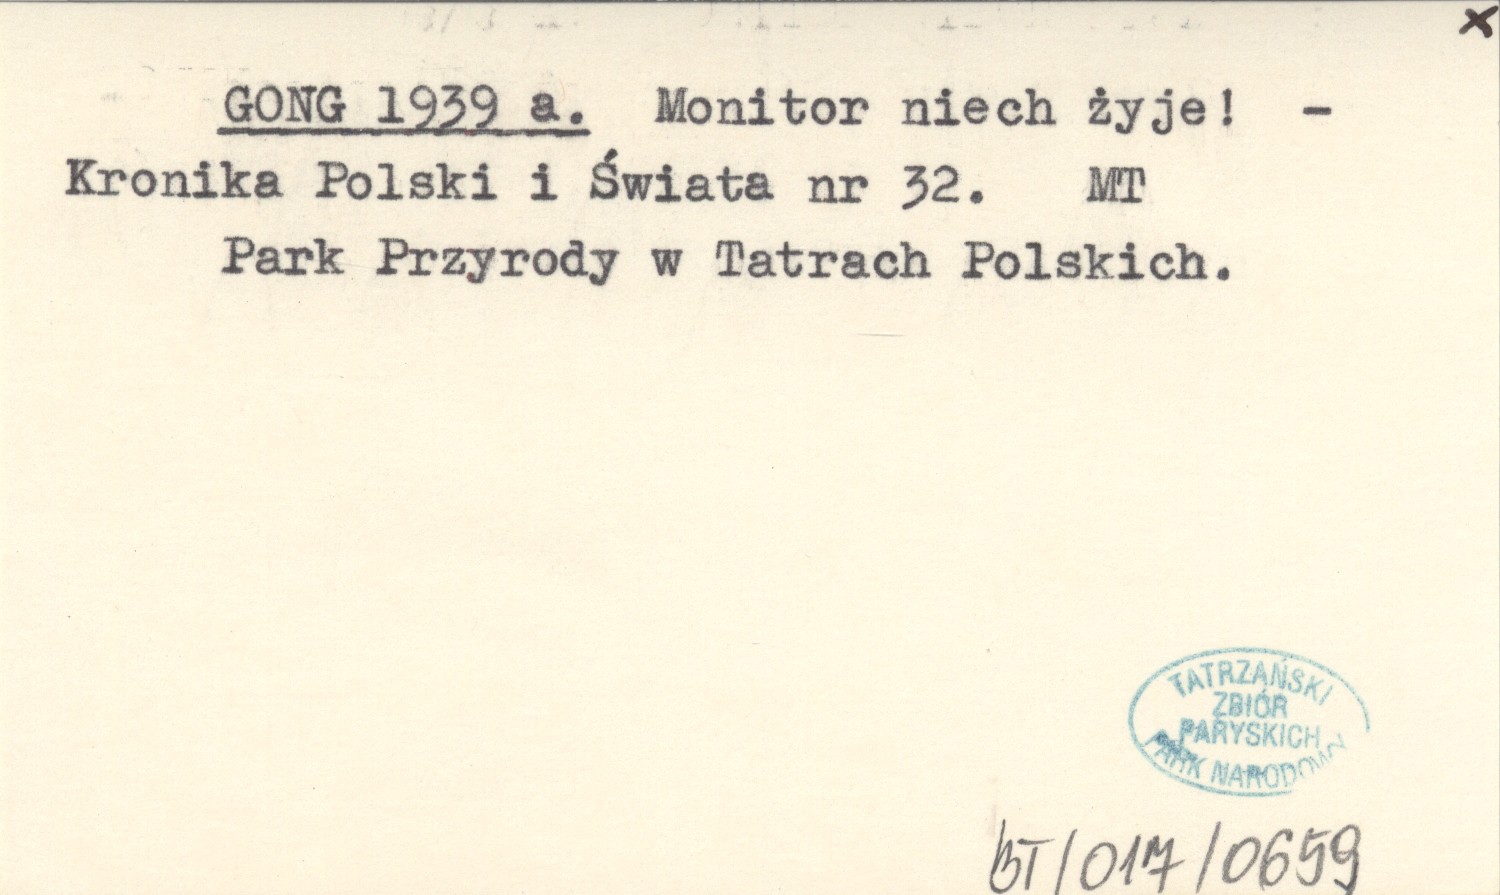 x
GONG 1939 a. Monitor niech żyje! -
Kronika Polski i Świata nr 32. MT
Park Przyrody w Tatrach Polskich.
TATRZAŃSKI
ZBIÓR
PARYSKICH
PARK NARODOWY
BT/017/0659